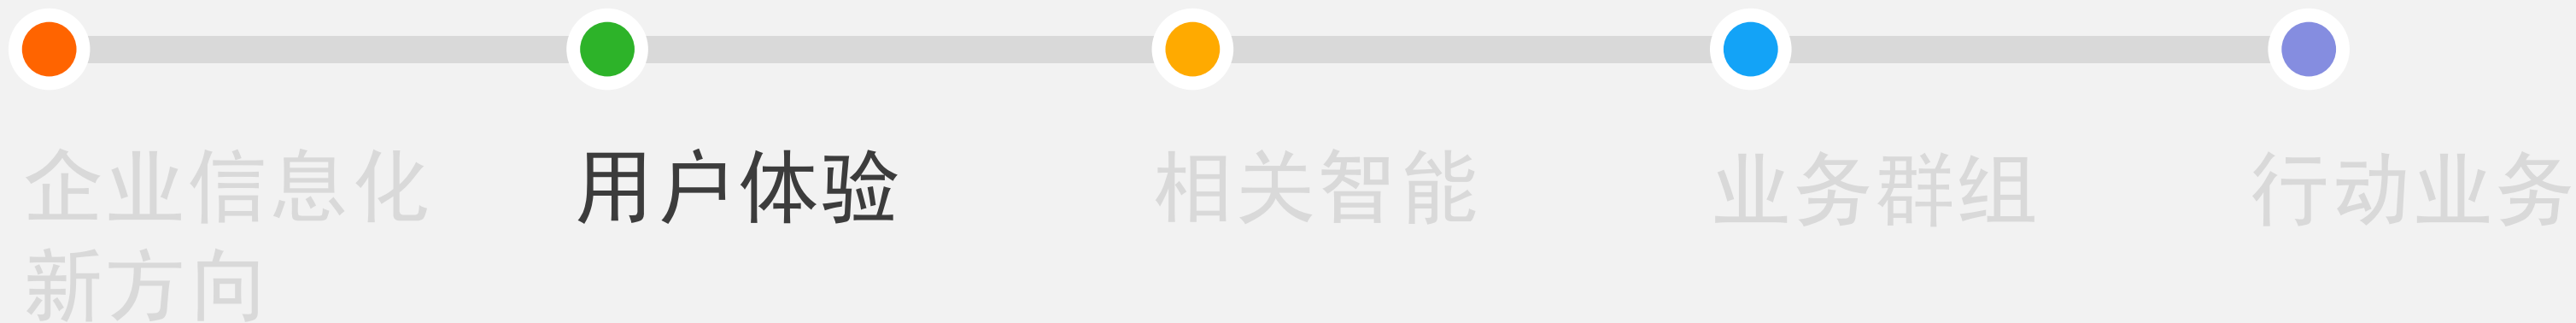 企业信息化
新方向
用户体验
相关智能
业务群组
行动业务